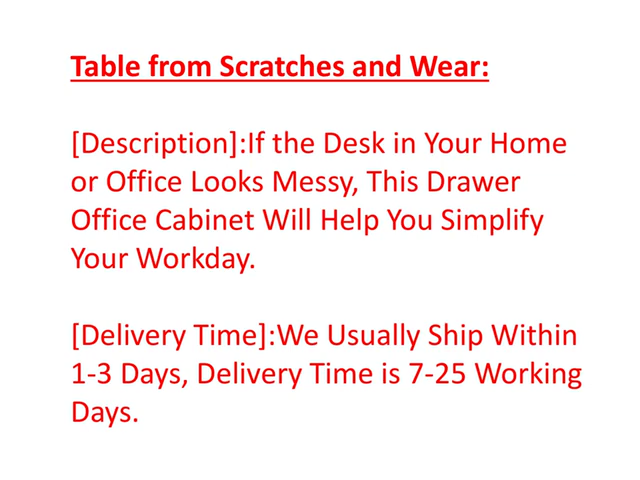 Table from Scratches and Wear:
[Description]:If the Desk in Your Home
or Office Looks Messy, This Drawer
Office Cabinet Will Help You Simplify
Your Workday.
[Delivery Time]:We Usually Ship Within
1-3 Days, Delivery Time is 7-25 Working
Days.